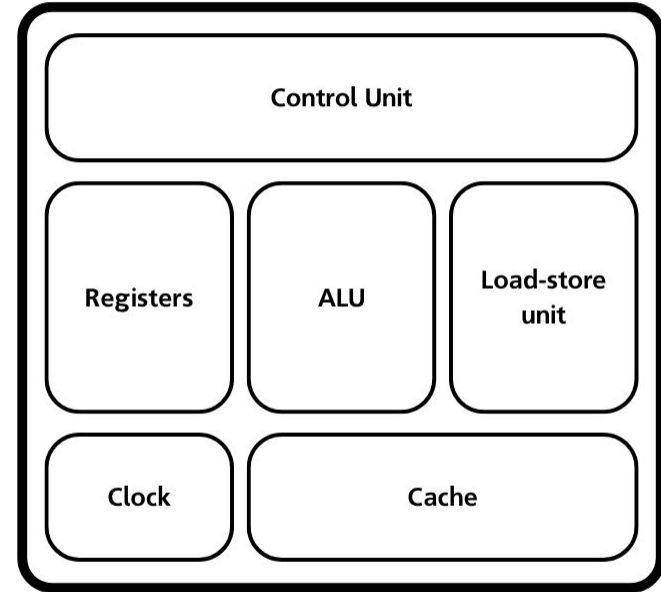 Control Unit
Registers
ALU
Load-store
unit
Clock
Cache